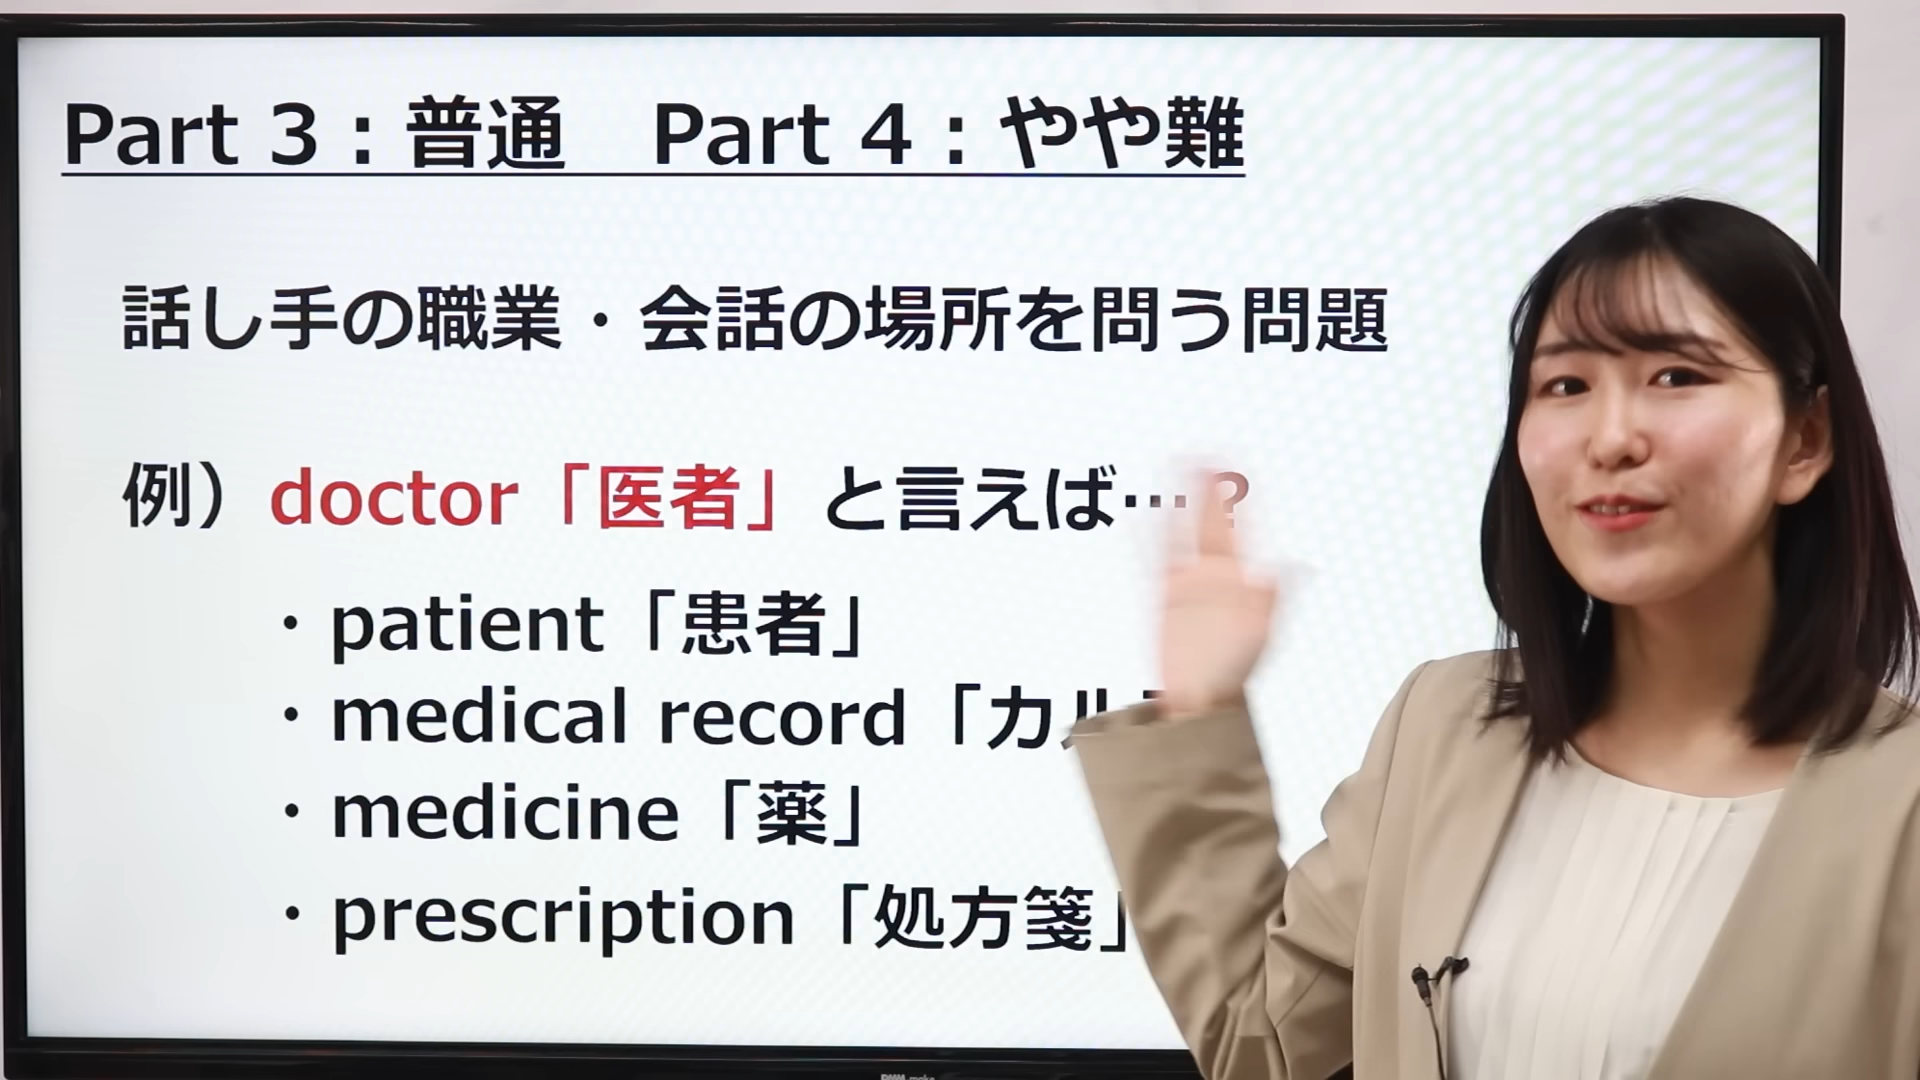 Part 3：普通　Part 4：やや難
話し手の職業・会話の場所を問う問題
例）doctor「医者」と言えば…？
・patient「患者」
・medical record「カル
・medicine「薬」
・prescription「処方箋」